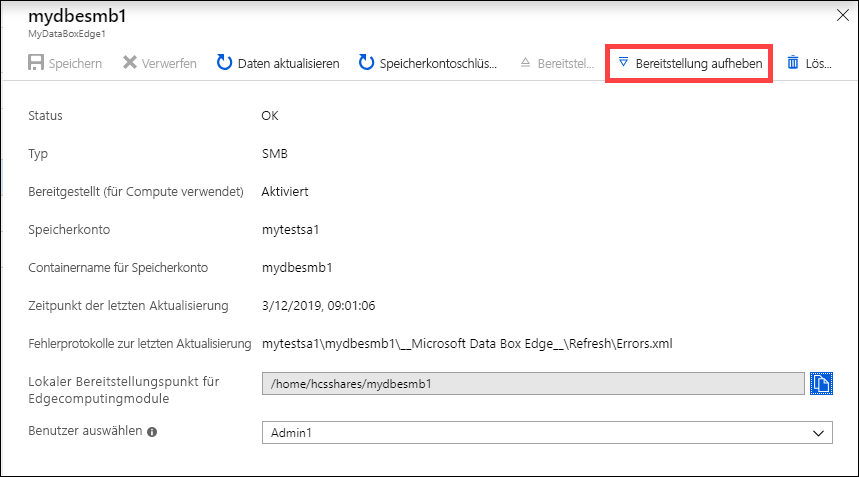 mydbesmb1
MyDataBoxEdge1
Speichern Verwerfen Daten aktualisieren Speicherkontoschlüs... Bereitstel... Bereitstellung aufheben Lös...
Status OK
Typ SMB
Bereitgestellt (für Compute verwendet) Aktiviert
Speicherkonto mytestsa1
Containername für Speicherkonto mydbesmb1
Zeitpunkt der letzten Aktualisierung 3/12/2019, 09:01:06
Fehlerprotokolle zur letzten Aktualisierung mytestsa1\mydbesmb1\__Microsoft Data Box Edge__\Refresh\Errors.xml
Lokaler Bereitstellungspunkt für
Edgecomputingmodule
/home/hcsshares/mydbesmb1
Benutzer auswählen Admin1